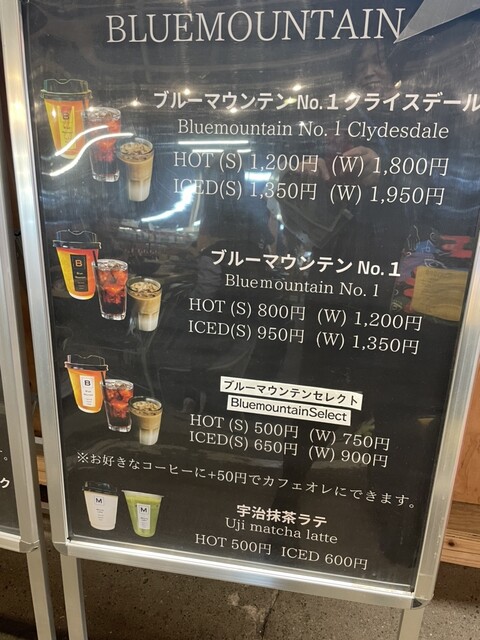 BLUEMOUNTAIN
ブルーマウンテン No.1 クライスデール
Bluemountain No. 1 Clydesdale
HOT (S) 1,200円 (W) 1,800円
ICED(S) 1,350円 (W) 1,950円
ブルーマウンテン No.1
Bluemountain No. 1
HOT (S) 800円 (W) 1,200円
ICED(S) 950円 (W) 1,350円
ブルーマウンテンセレクト
BluemountainSelect
HOT (S) 500円 (W) 750円
ICED(S) 650円 (W) 900円
※お好きなコーヒーに+50円でカフェオレにできます。
宇治抹茶ラテ
Uji matcha latte
HOT 500円 ICED 600円
B
B
B
M
M